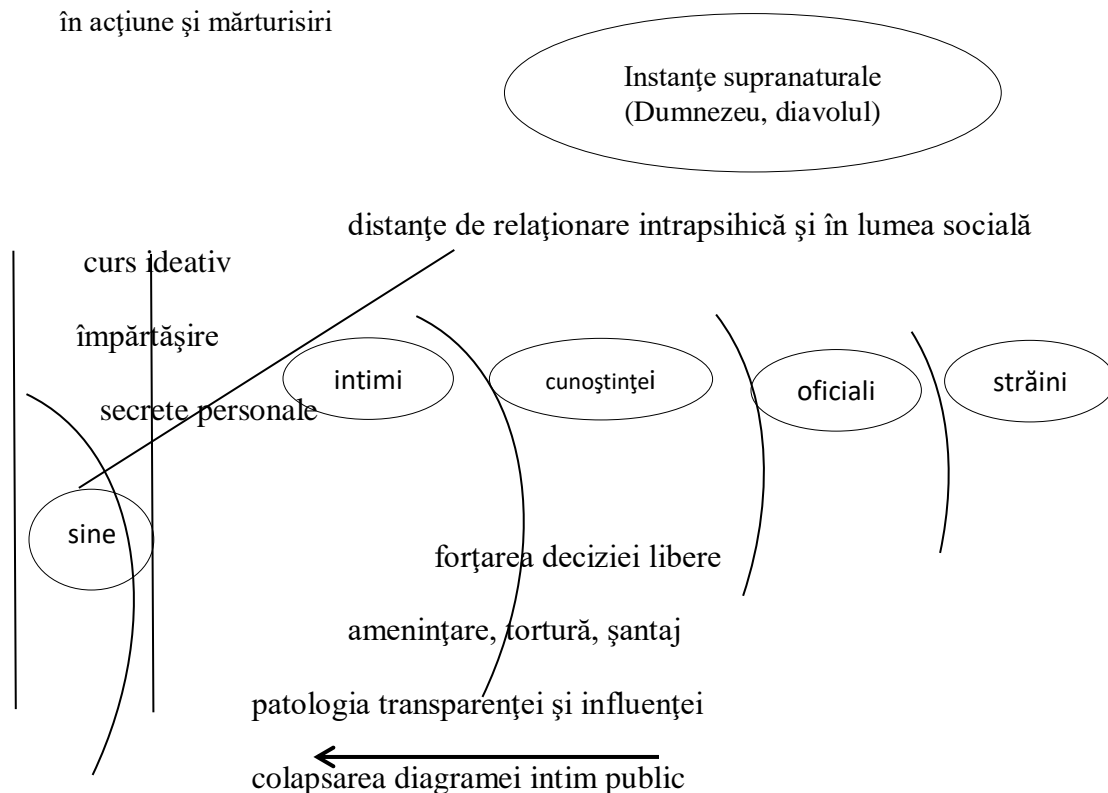 în acţiune şi mărturisiri
Instanţe supranaturale
(Dumnezeu, diavolul)
distanţe de relaţionare intrapsihică şi în lumea socială
curs ideativ
împărtăşire
secrete personale
intimi
cunoştinţei
oficiali
străini
sine
forţarea deciziei libere
ameninţare, tortură, şantaj
patologia transparenţei şi influenţei
colapsarea diagramei intim public